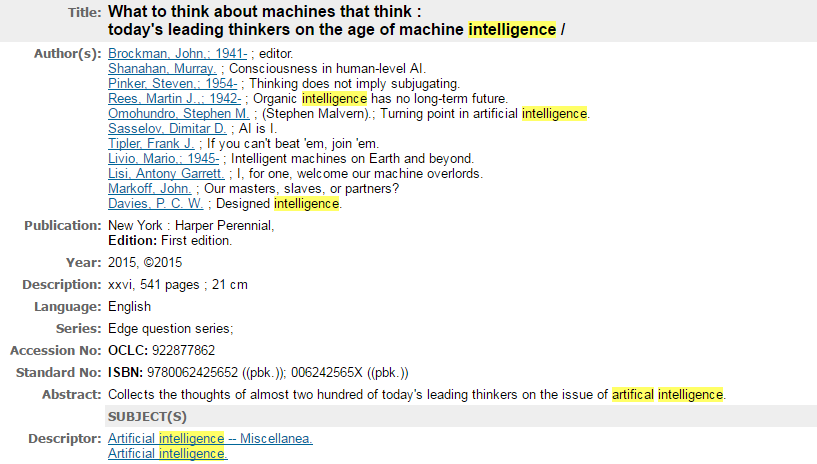 Title: What to think about machines that think :
today's leading thinkers on the age of machine intelligence /
Author(s): Brockman, John,; 1941- ; editor.
Shanahan, Murray. ; Consciousness in human-level AI.
Pinker, Steven,; 1954- ; Thinking does not imply subjugating.
Rees, Martin J.,; 1942- ; Organic intelligence has no long-term future.
Omohundro, Stephen M. ; (Stephen Malvern).; Turning point in artificial intelligence.
Sasselov, Dimitar D. ; AI is I.
Tipler, Frank J. ; If you can't beat 'em, join 'em.
Livio, Mario,; 1945- ; Intelligent machines on Earth and beyond.
Lisi, Antony Garrett. ; I, for one, welcome our machine overlords.
Markoff, John. ; Our masters, slaves, or partners?
Davies, P. C. W. ; Designed intelligence.
Publication: New York : Harper Perennial,
Edition: First edition.
Year: 2015, ©2015
Description: xxvi, 541 pages ; 21 cm
Language: English
Series: Edge question series;
Accession No: OCLC: 922877862
Standard No: ISBN: 9780062425652 ((pbk.)); 006242565X ((pbk.))
Abstract: Collects the thoughts of almost two hundred of today's leading thinkers on the issue of artifical intelligence.
SUBJECT(S)
Descriptor: Artificial intelligence -- Miscellanea.
Artificial intelligence.